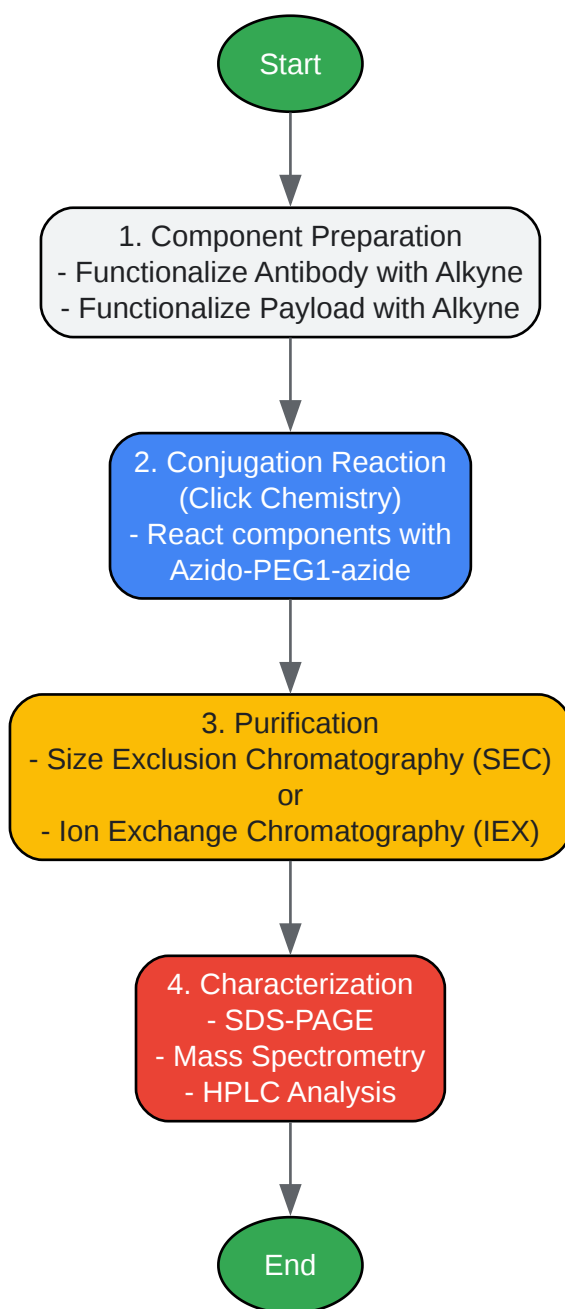 Start
1. Component Preparation
- Functionalize Antibody with Alkyne
- Functionalize Payload with Alkyne
2. Conjugation Reaction
(Click Chemistry)
- React components with
Azido-PEG1-azide
3. Purification
- Size Exclusion Chromatography (SEC)
or
- Ion Exchange Chromatography (IEX)
4. Characterization
- SDS-PAGE
- Mass Spectrometry
- HPLC Analysis
End